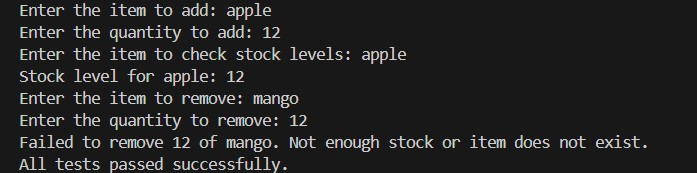 Enter the item to add: apple
Enter the quantity to add: 12
Enter the item to check stock levels: apple
Stock level for apple: 12
Enter the item to remove: mango
Enter the quantity to remove: 12
Failed to remove 12 of mango. Not enough stock or item does not exist.
All tests passed successfully.